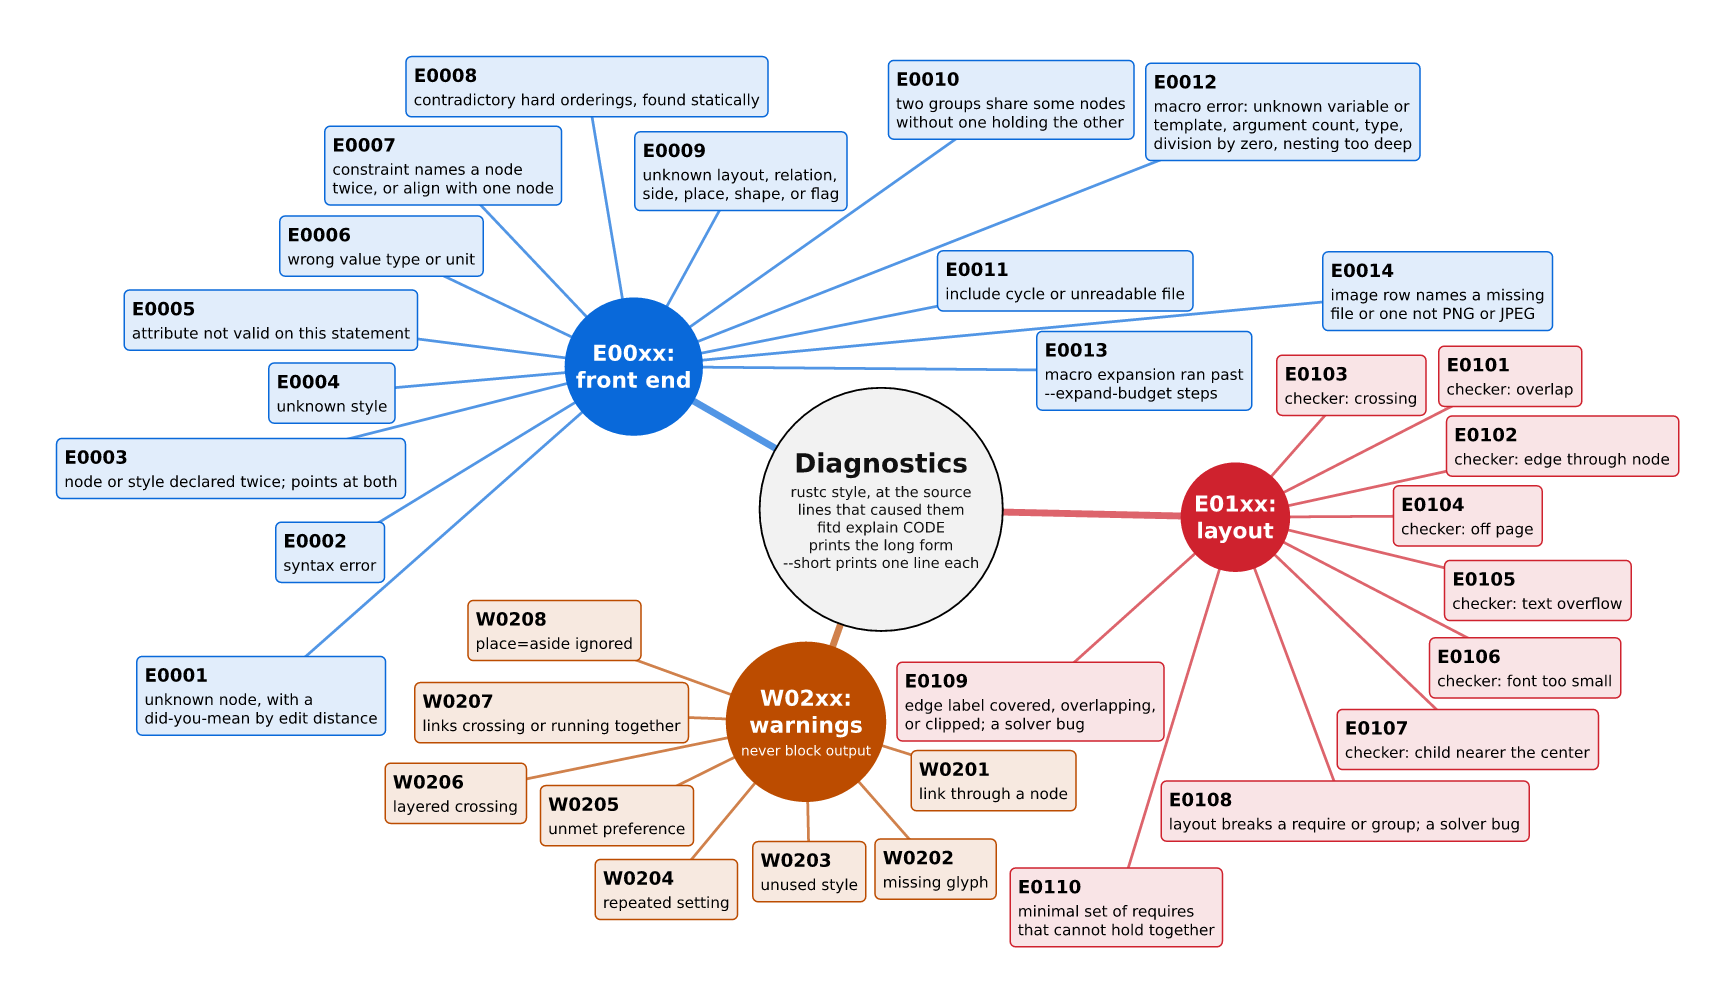 E0008
contradictory hard orderings, found statically
E0010
two groups share some nodes
without one holding the other
E0012
macro error: unknown variable or
template, argument count, type,
division by zero, nesting too deep
E0007
constraint names a node
twice, or align with one node
E0009
unknown layout, relation,
side, place, shape, or flag
E0006
wrong value type or unit
E0011
include cycle or unreadable file
E0014
image row names a missing
file or one not PNG or JPEG
E0005
attribute not valid on this statement
E00xx:
front end
E0013
macro expansion ran past
--expand-budget steps
E0004
unknown style
E0103
checker: crossing
E0101
checker: overlap
E0003
node or style declared twice; points at both
E0102
checker: edge through node
Diagnostics
rustc style, at the source
lines that caused them
fitd explain CODE
prints the long form
--short prints one line each
E01xx:
layout
E0104
checker: off page
E0002
syntax error
E0105
checker: text overflow
W0208
place=aside ignored
E0106
checker: font too small
E0001
unknown node, with a
did-you-mean by edit distance
W0207
links crossing or running together
W02xx:
warnings
never block output
E0109
edge label covered, overlapping,
or clipped; a solver bug
E0107
checker: child nearer the center
W0206
layered crossing
W0205
unmet preference
W0201
link through a node
E0108
layout breaks a require or group; a solver bug
W0204
repeated setting
W0203
unused style
W0202
missing glyph
E0110
minimal set of requires
that cannot hold together